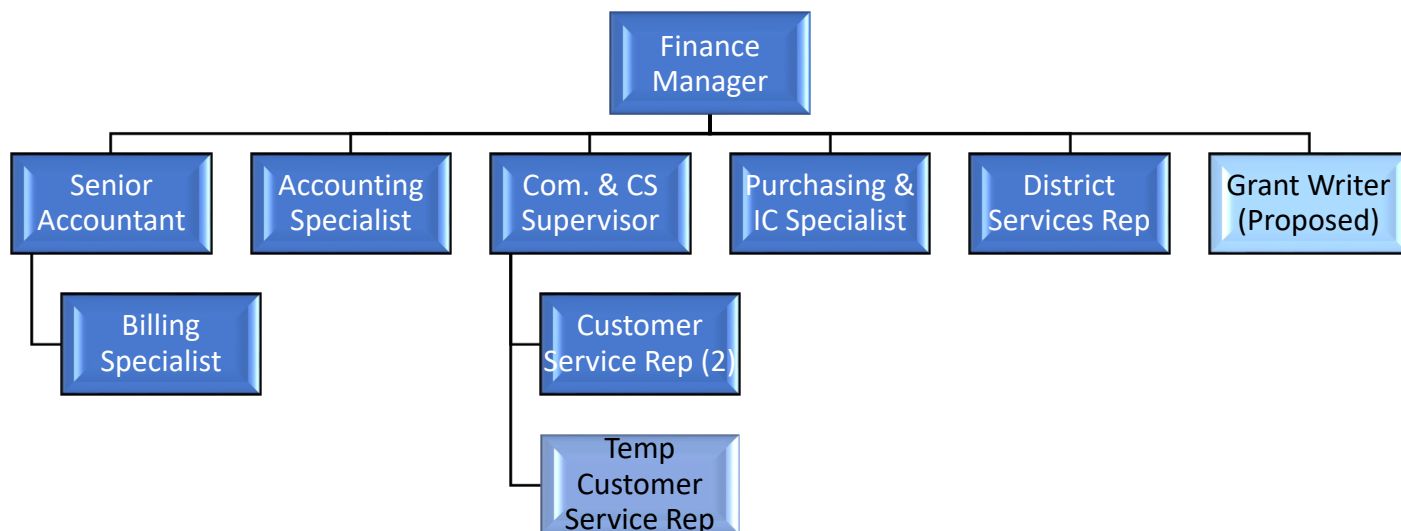 Finance
Manager
Senior
Accountant
Accounting
Specialist
Com. & CS
Supervisor
Purchasing &
IC Specialist
District
Services Rep
Grant Writer
(Proposed)
Billing
Specialist
Customer
Service Rep (2)
Temp
Customer
Service Rep